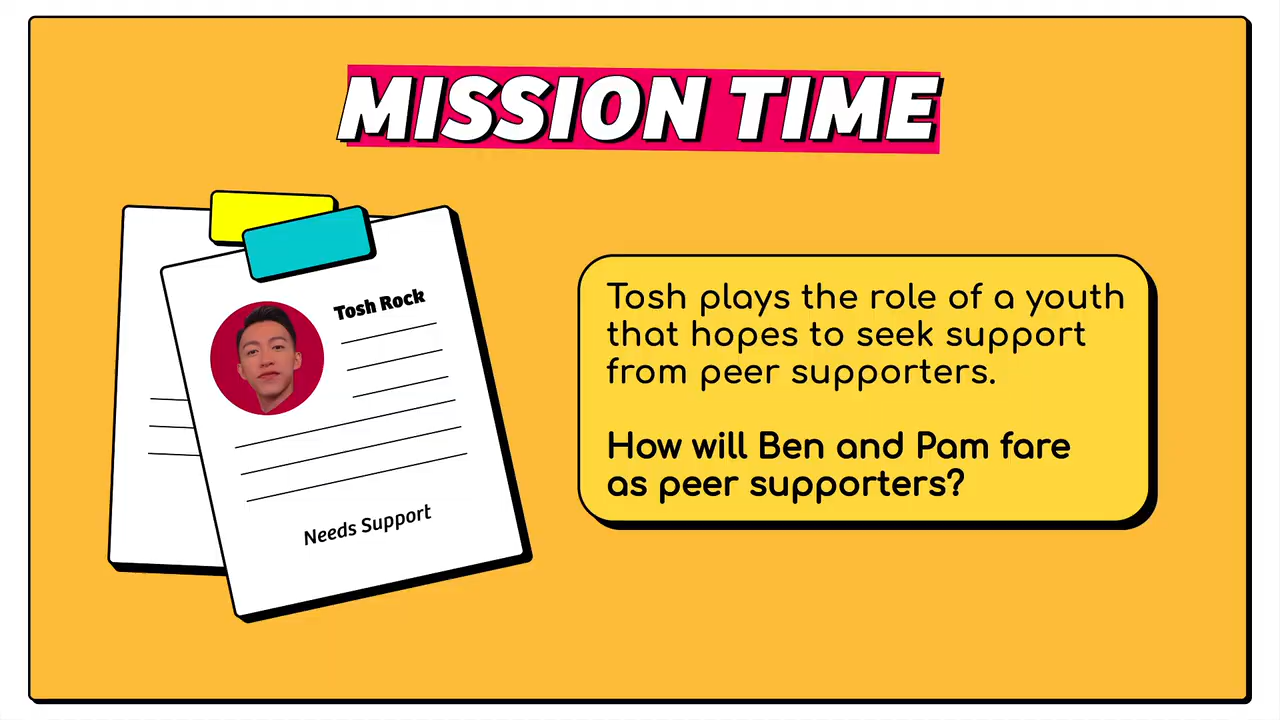 MISSION TIME
Tosh Rock
Needs Support
Tosh plays the role of a youth
that hopes to seek support
from peer supporters.
How will Ben and Pam fare
as peer supporters?